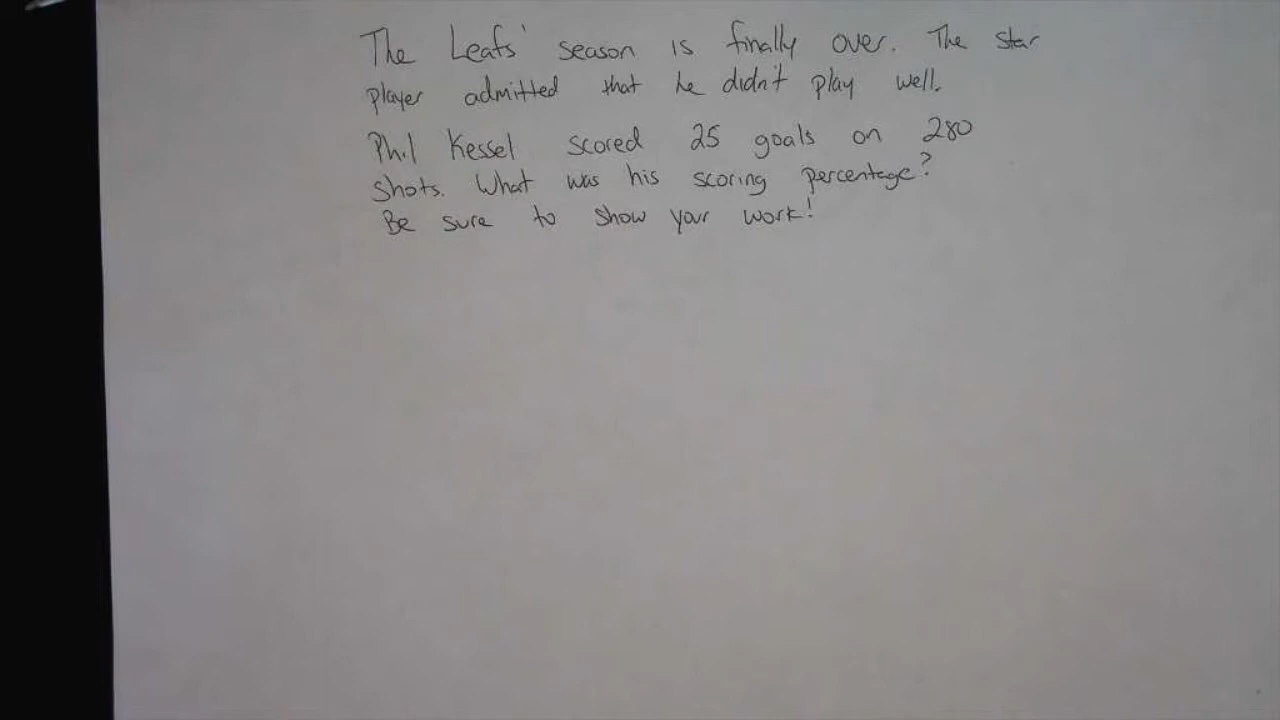 The Leafs' season is finally over. The star
player admitted that he didn't play well.
Phil Kessel scored 25 goals on 280
shots. What was his scoring percentage?
Be sure to show your work!